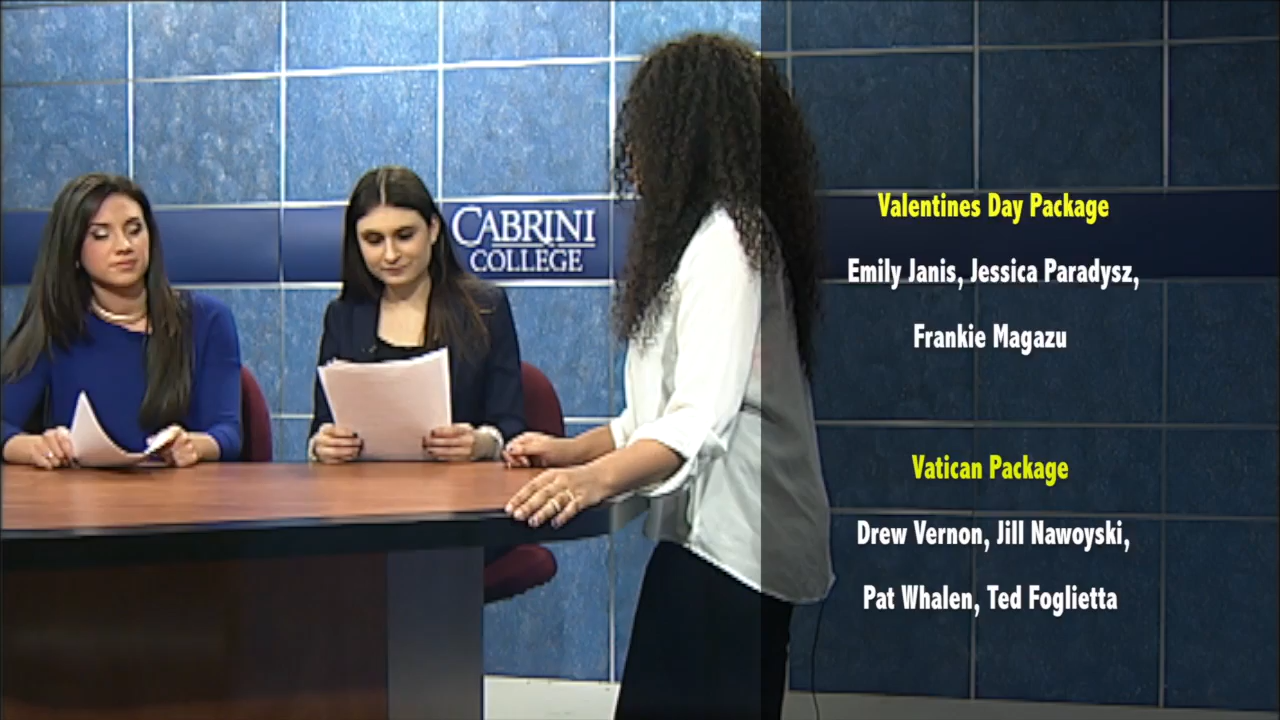 CABRINI
COLLEGE
Valentines Day Package
Emily Janis, Jessica Paradysz,
Frankie Magazu
Vatican Package
Drew Vernon, Jill Nawoyski,
Pat Whalen, Ted Foglietta